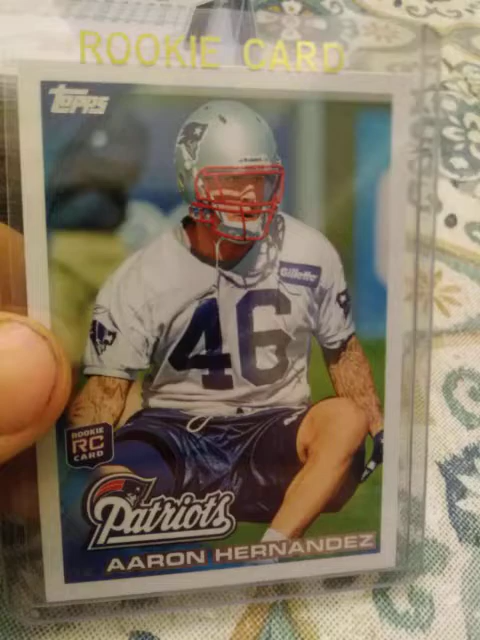 ROOKIE CARD
Topps
Gillette
46
ROOKIE
RC
CARD
Patriots
AARON HERNANDEZ